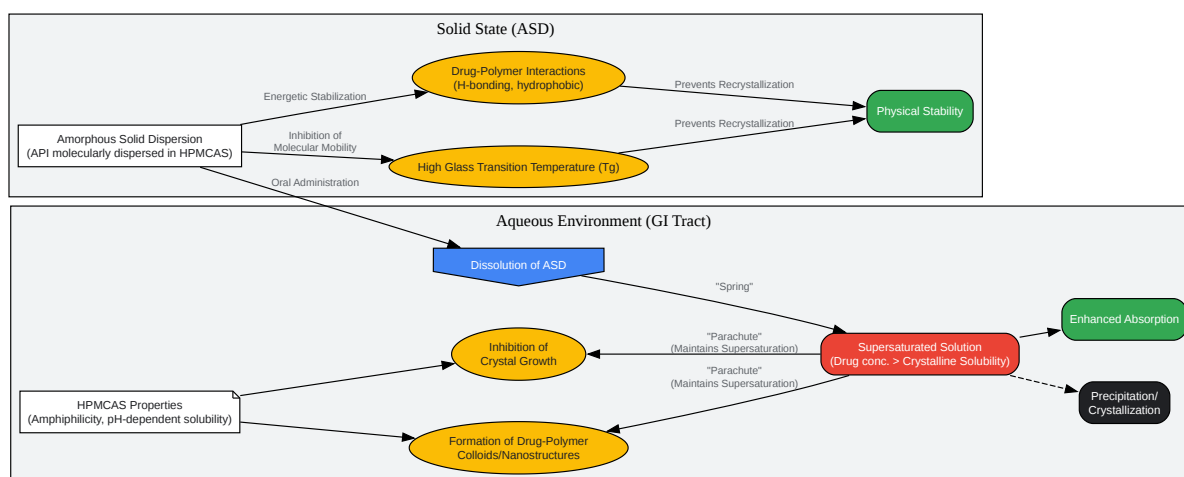 Solid State (ASD)
Drug-Polymer Interactions
(H-bonding, hydrophobic)
Energetic Stabilization
Prevents Recrystallization
Physical Stability
Amorphous Solid Dispersion
(API molecularly dispersed in HPMCAS)
Inhibition of
Molecular Mobility
Prevents Recrystallization
High Glass Transition Temperature (Tg)
Oral Administration
Aqueous Environment (GI Tract)
Dissolution of ASD
"Spring"
Enhanced Absorption
Inhibition of
Crystal Growth
"Parachute"
(Maintains Supersaturation)
Supersaturated Solution
(Drug conc. > Crystalline Solubility)
"Parachute"
(Maintains Supersaturation)
Precipitation/
Crystallization
HPMCAS Properties
(Amphiphilicity, pH-dependent solubility)
Formation of Drug-Polymer
Colloids/Nanostructures